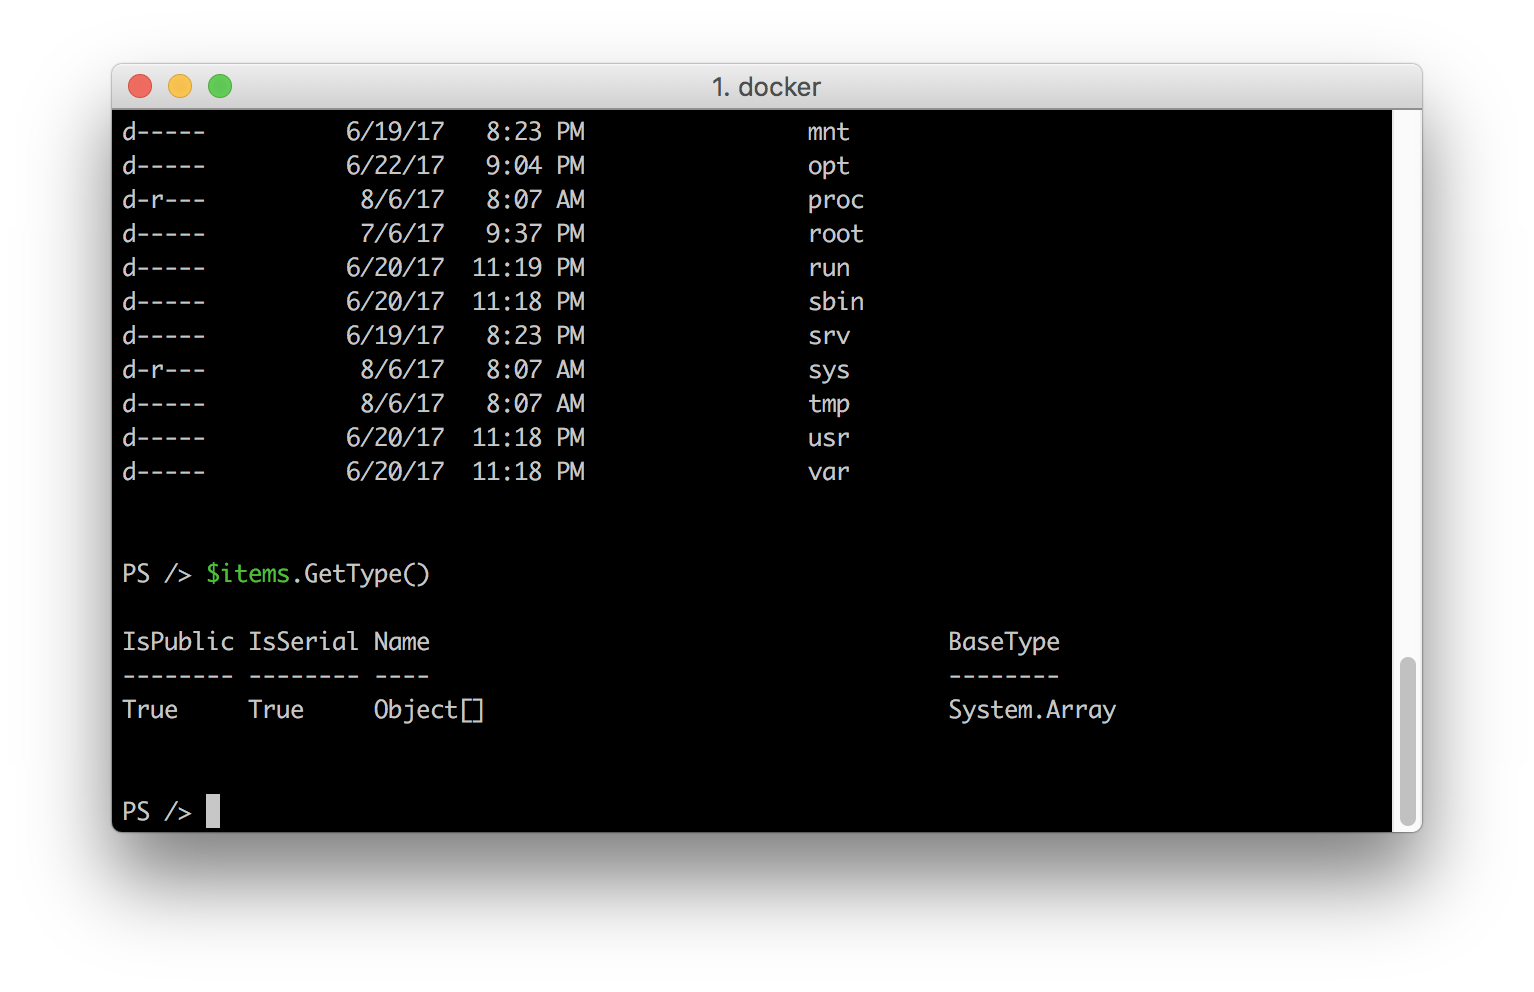 1. docker
d-----          6/19/17   8:23 PM                mnt
d-----          6/22/17   9:04 PM                opt
d-r---           8/6/17   8:07 AM                proc
d-----           7/6/17   9:37 PM                root
d-----          6/20/17  11:19 PM                run
d-----          6/20/17  11:18 PM                sbin
d-----          6/19/17   8:23 PM                srv
d-r---           8/6/17   8:07 AM                sys
d-----           8/6/17   8:07 AM                tmp
d-----          6/20/17  11:18 PM                usr
d-----          6/20/17  11:18 PM                var
PS /> $items.GetType()
IsPublic IsSerial Name                                     BaseType
-------- -------- ----                                     --------
True     True     Object[]                                 System.Array
PS />